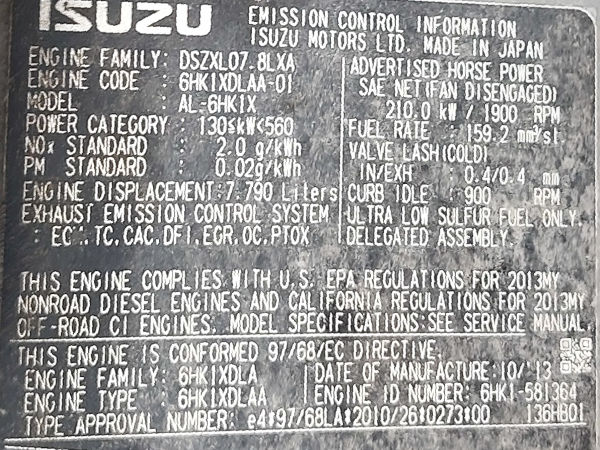 ISUZU
EMISSION CONTROL INFORMATION
ISUZU MOTORS LTD. MADE IN JAPAN
ENGINE FAMILY: DSZXL07.8LXA
ENGINE CODE : 6HK1XDLAA-01
MODEL : AL-6HK1X
POWER CATEGORY : 130≤kW<560
NOx STANDARD : 2.0 g/kWh
PM STANDARD : 0.02g/kWh
ENGINE DISPLACEMENT:7.790 Liters
EXHAUST EMISSION CONTROL SYSTEM
TC,CAC,DFI,EGR,OC,PTOX
ADVERTISED HORSE POWER
SAE NET(FAN DISENGAGED)
210.0 kW / 1900 RPM
FUEL RATE : 159.2 mm³/st.
VALVE LASH(COLD)
IN/EXH : 0.4/0.4 mm
CURB IDLE : 900 RPM
ULTRA LOW SULFUR FUEL ONLY.
DELEGATED ASSEMBLY.
THIS ENGINE COMPLIES WITH U.S. EPA REGULATIONS FOR 2013MY
NONROAD DIESEL ENGINES AND CALIFORNIA REGULATIONS FOR 2013MY
OFF-ROAD CI ENGINES. MODEL SPECIFICATIONS:SEE SERVICE MANUAL.
THIS ENGINE IS CONFORMED 97/68/EC DIRECTIVE.
ENGINE FAMILY : 6HK1XDLA
DATE OF MANUFACTURE:10/'13
ENGINE TYPE : 6HK1XDLAA
ENGINE ID NUMBER: 6HK1-581364
TYPE APPROVAL NUMBER: e4*97/68LA*2010/26*0273*00 136HB01